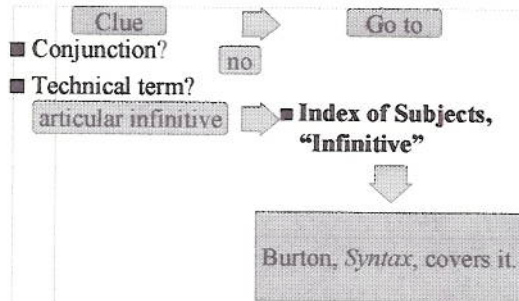 Clue Go to
■ Conjunction?
no
■ Technical term?
articular infinitive ■ Index of Subjects,
“Infinitive”
Burton, Syntax, covers it.